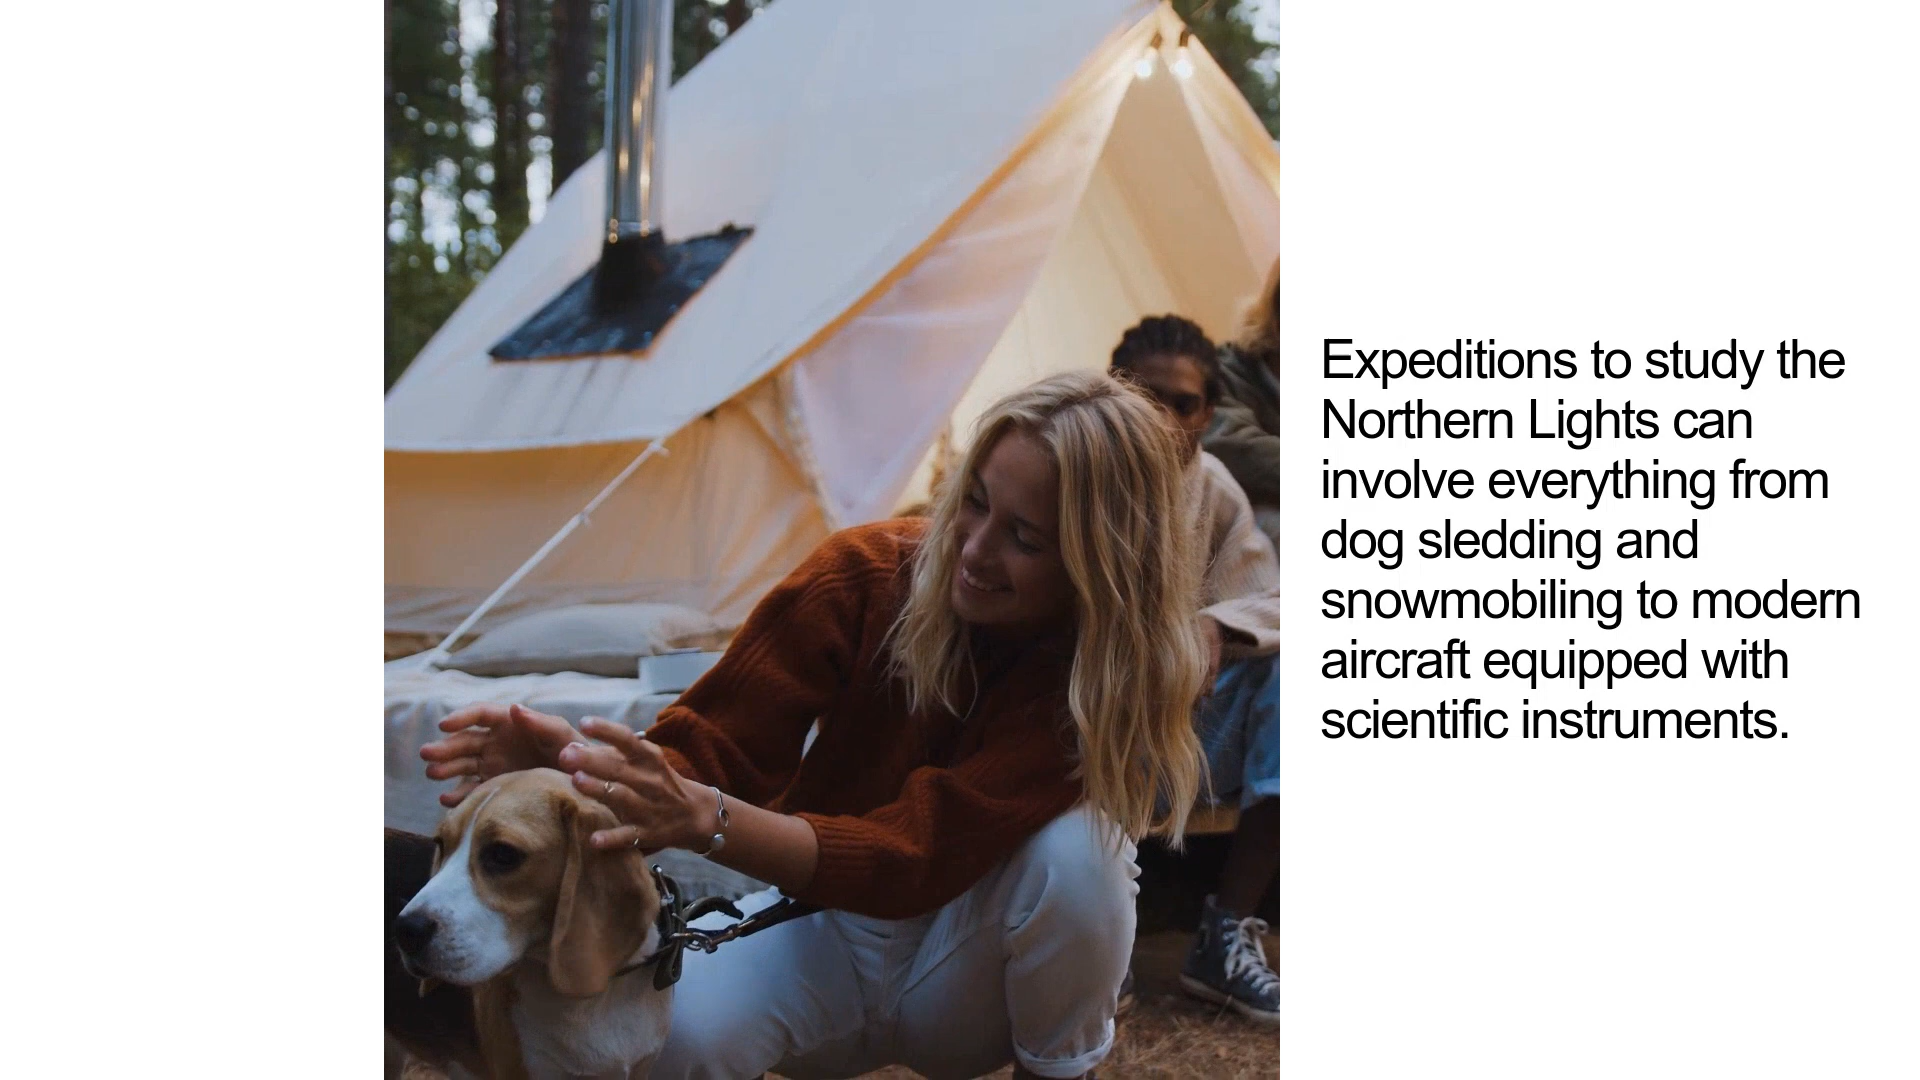 Expeditions to study the
Northern Lights can
involve everything from
dog sledding and
snowmobiling to modern
aircraft equipped with
scientific instruments.